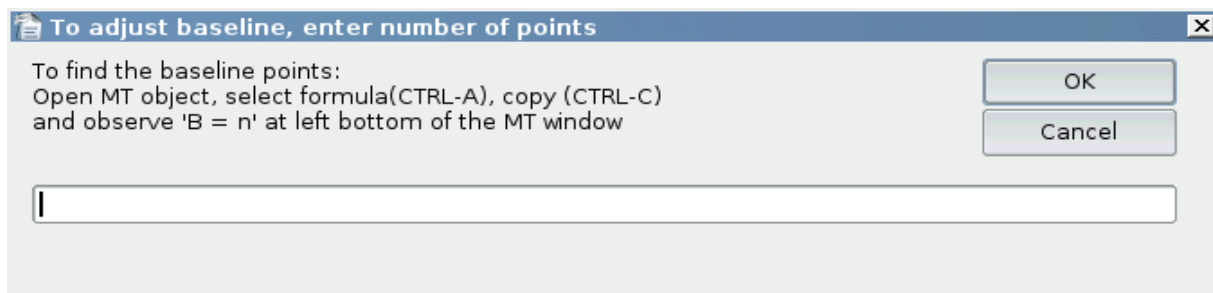 To adjust baseline, enter number of points
To find the baseline points:
Open MT object, select formula(CTRL-A), copy (CTRL-C)
and observe 'B = n' at left bottom of the MT window
OK
Cancel